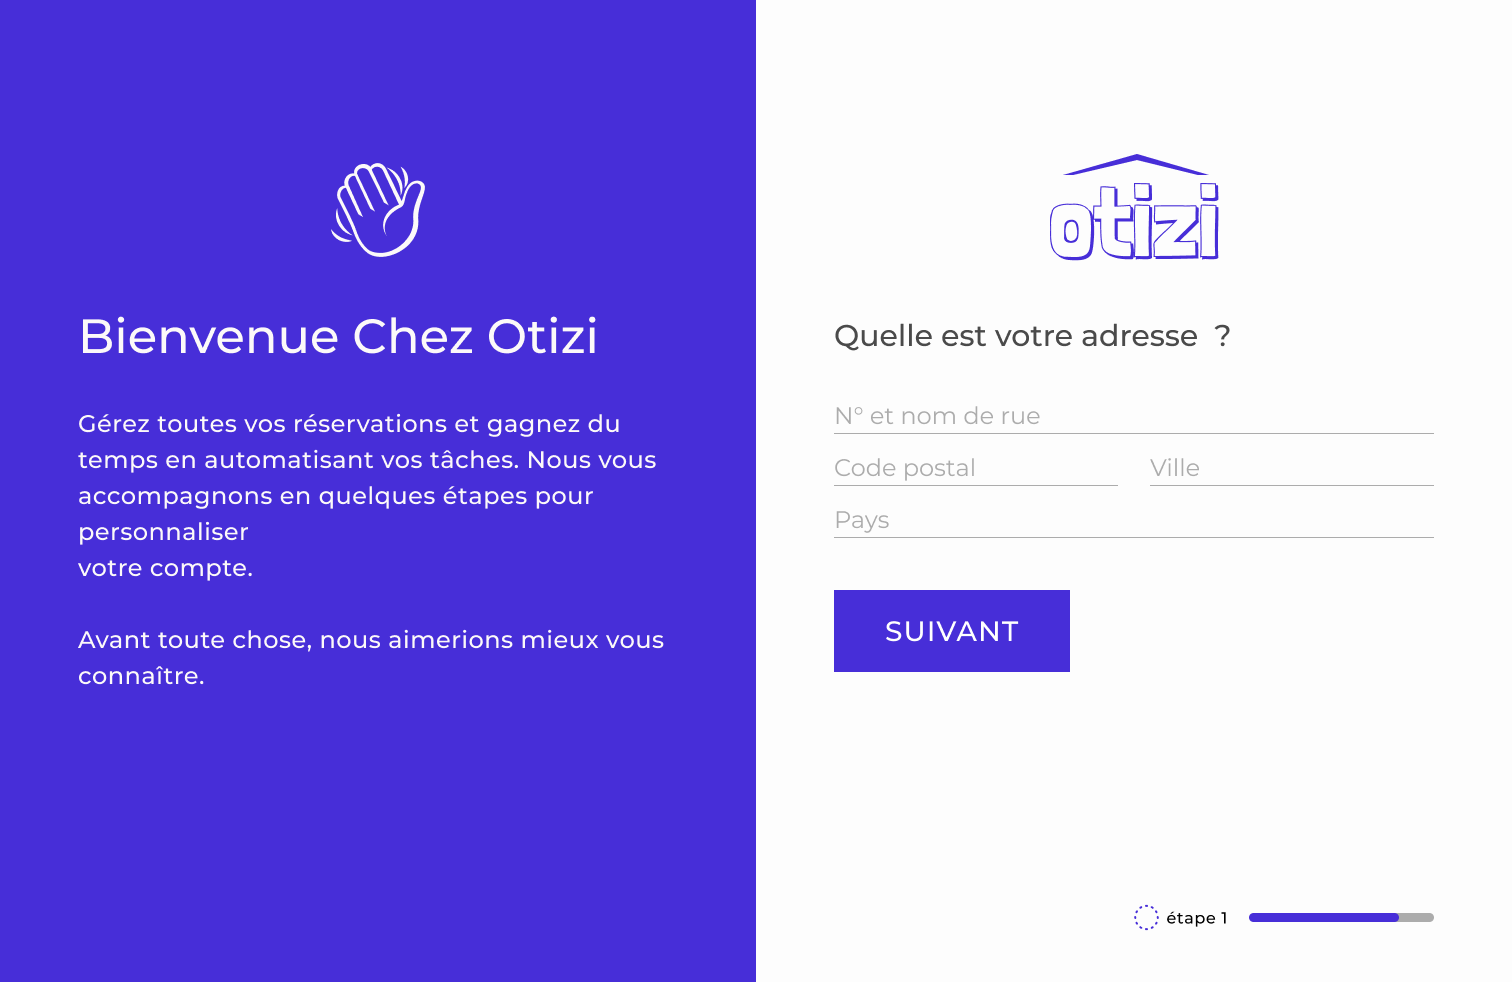 Bienvenue Chez Otizi
Gérez toutes vos réservations et gagnez du
temps en automatisant vos tâches. Nous vous
accompagnons en quelques étapes pour
personnaliser
votre compte.
Avant toute chose, nous aimerions mieux vous
connaître.
otizi
Quelle est votre adresse  ?
N° et nom de rue
Code postal
Ville
Pays
SUIVANT
étape 1